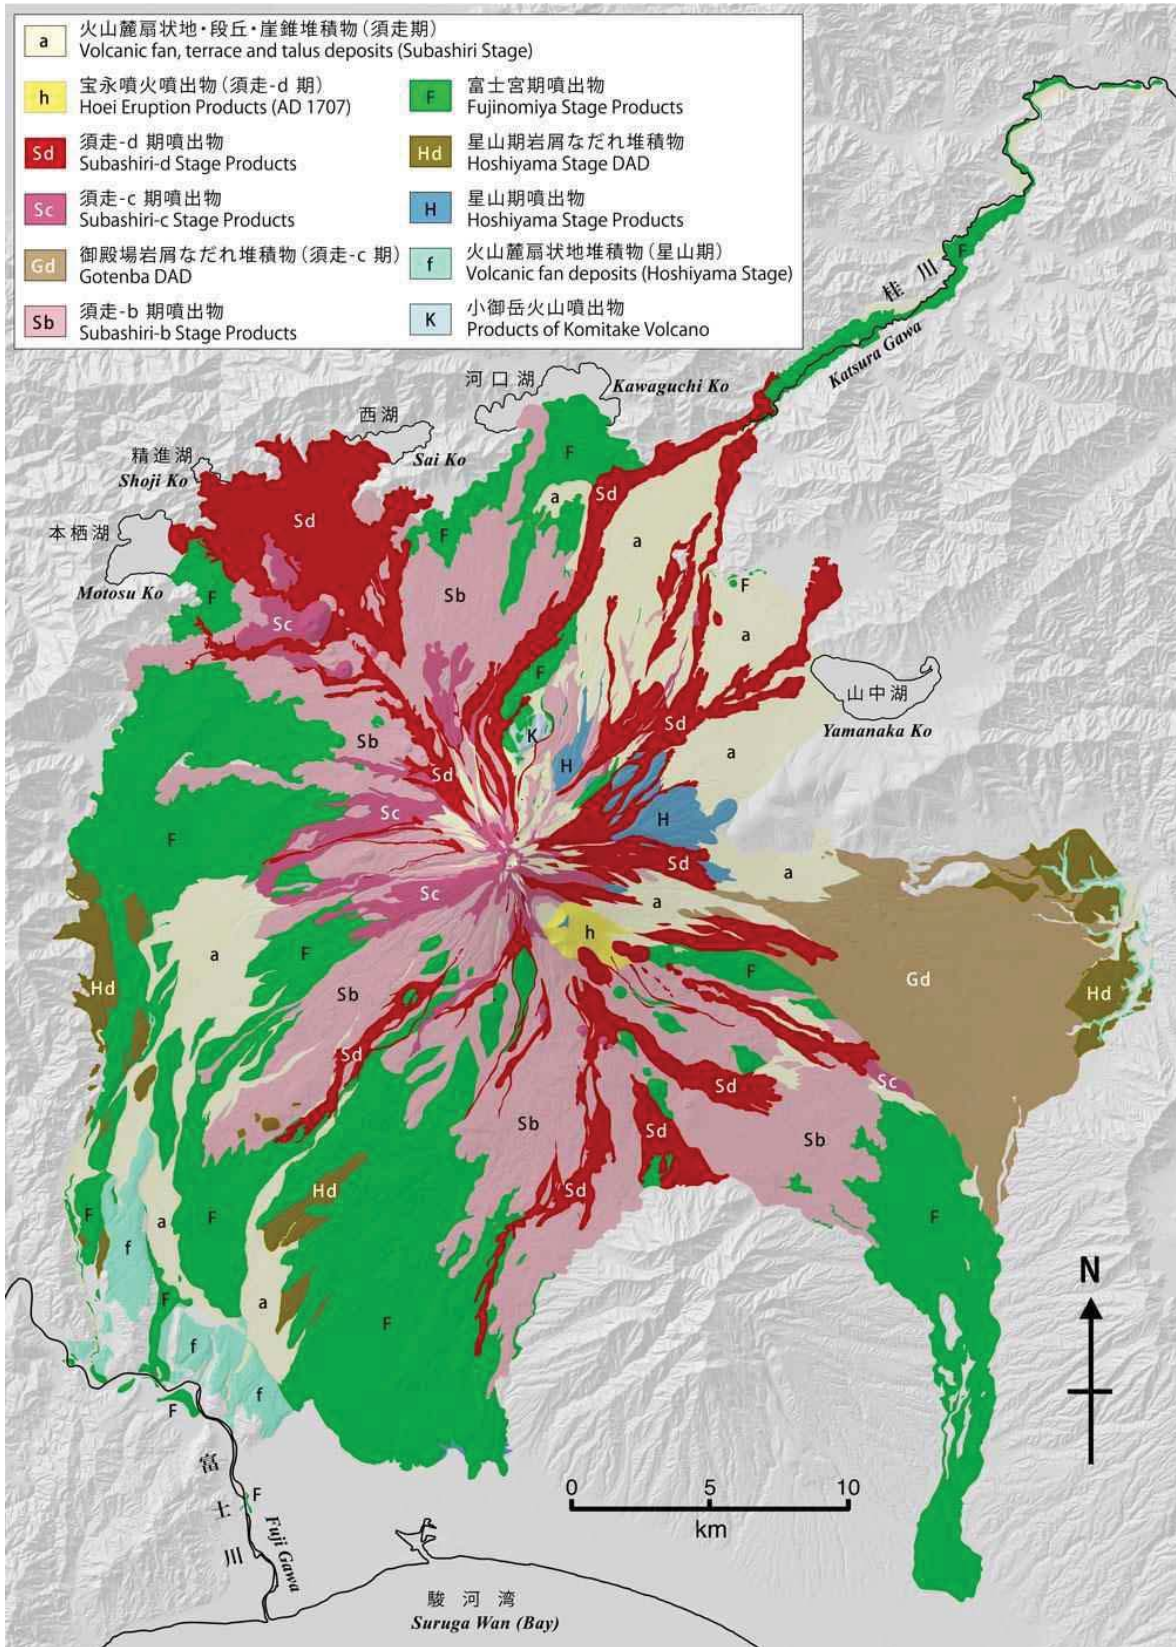 a
火山麓扇状地・段丘・崖錐堆積物(須走期)
Volcanic fan, terrace and talus deposits (Subashiri Stage)
h
宝永噴火噴出物(須走-d 期)
Hoei Eruption Products (AD 1707)
Sd
須走-d 期噴出物
Subashiri-d Stage Products
Sc
須走-c 期噴出物
Subashiri-c Stage Products
Gd
御殿場岩屑なだれ堆積物(須走-c 期)
Gotenba DAD
Sb
須走-b 期噴出物
Subashiri-b Stage Products
F
富士宮期噴出物
Fujinomiya Stage Products
Hd
星山期岩屑なだれ堆積物
Hoshiyama Stage DAD
H
星山期噴出物
Hoshiyama Stage Products
f
火山麓扇状地堆積物(星山期)
Volcanic fan deposits (Hoshiyama Stage)
K
小御岳火山噴出物
Products of Komitake Volcano
F
桂川
Katsura Gawa
河口湖
Kawaguchi Ko
西湖
Sai Ko
精進湖
Shoji Ko
本栖湖
Motosu Ko
F
a
Sd
Sd
F
a
F
Sb
F
F
a
Sc
F
山中湖
Yamanaka Ko
Sd
K
Sb
a
H
Sd
Sc
H
F
Sd
a
Sc
a
h
a
F
F
Gd
Hd
Sb
Hd
Sd
Sc
Sd
Sb
Sd
Sb
Hd
Sd
F
a
F
f
F
F
a
F
f
f
F
F
富士川
Fuji Gawa
N
0 5 10
km
駿河湾
Suruga Wan (Bay)